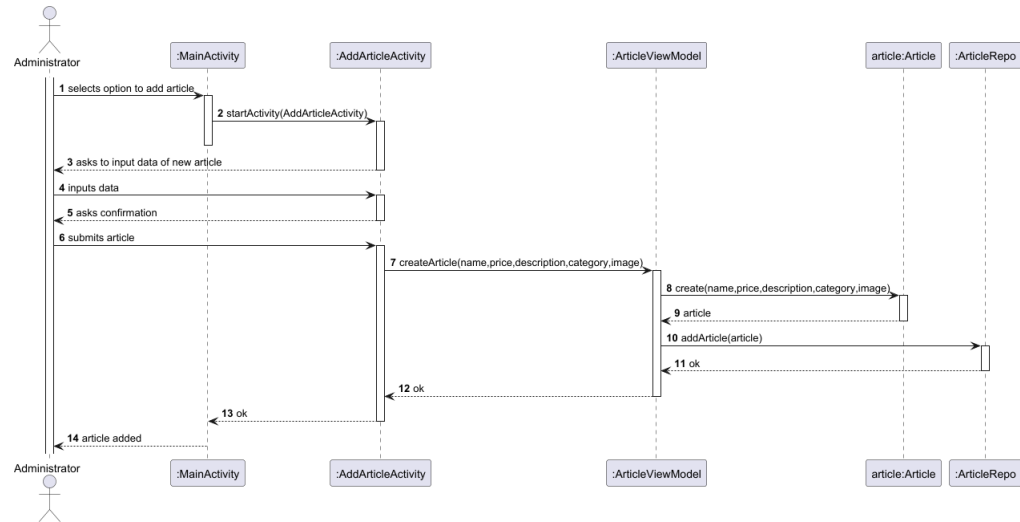 Administrator
:MainActivity
:AddArticleActivity
:ArticleViewModel
article:Article
:ArticleRepo
1 selects option to add article
2 startActivity(AddArticleActivity)
3 asks to input data of new article
4 inputs data
5 asks confirmation
6 submits article
7 createArticle(name,price,description,category,image)
8 create(name,price,description,category,image)
9 article
10 addArticle(article)
11 ok
12 ok
13 ok
14 article added
Administrator
:MainActivity
:AddArticleActivity
:ArticleViewModel
article:Article
:ArticleRepo